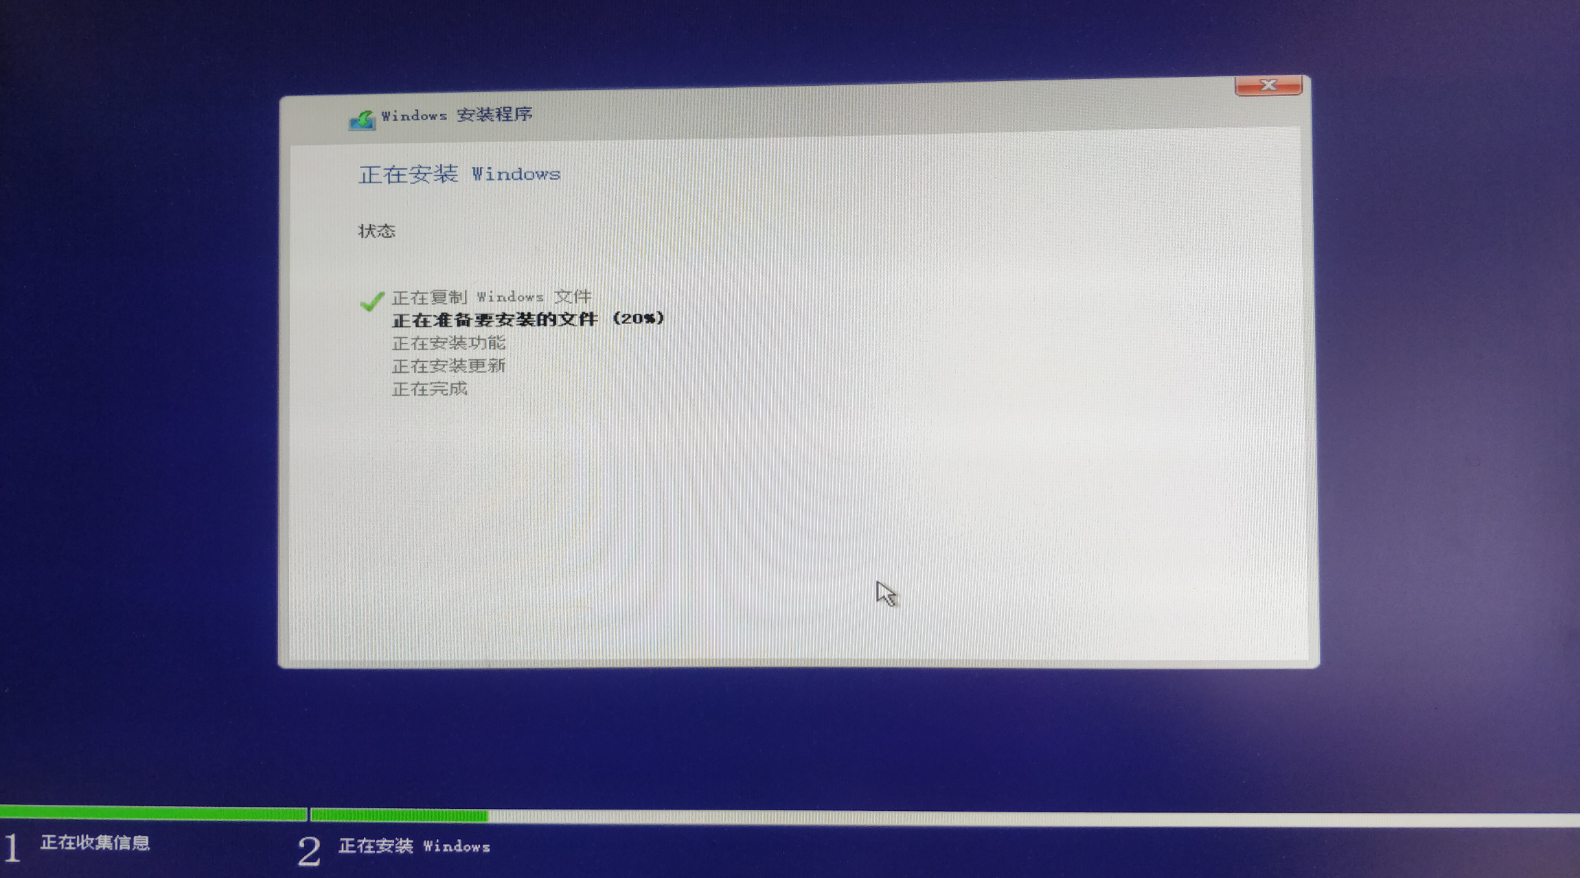 Windows 安装程序
正在安装 Windows
状态
正在复制 Windows 文件
正在准备要安装的文件 (20%)
正在安装功能
正在安装更新
正在完成
1 正在收集信息
2 正在安装 Windows